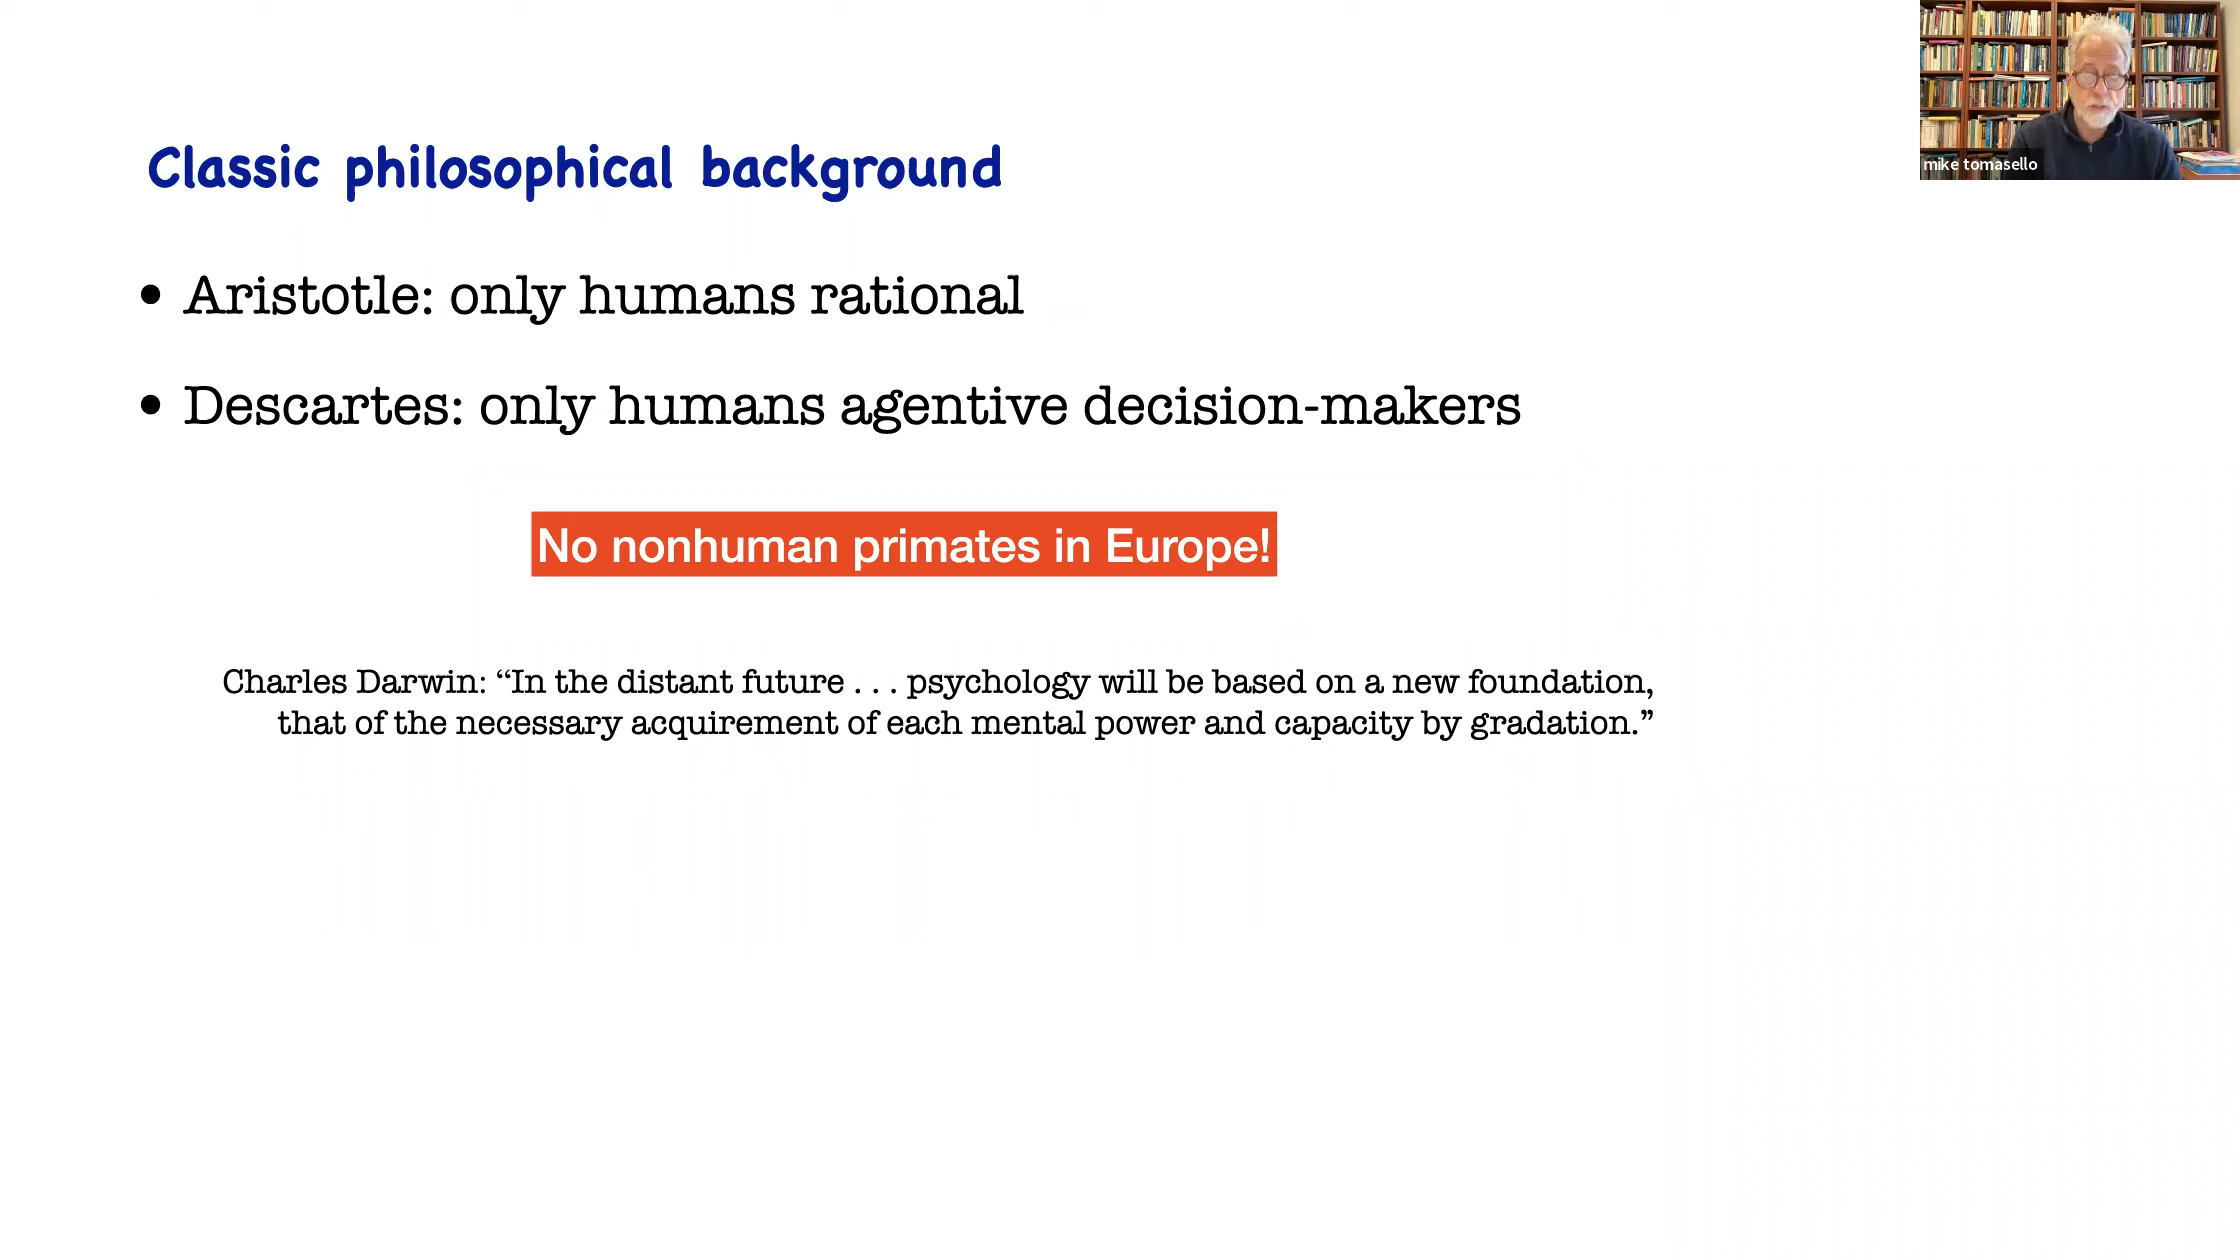 Classic philosophical background
• Aristotle: only humans rational
• Descartes: only humans agentive decision-makers
No nonhuman primates in Europe!
Charles Darwin: “In the distant future . . . psychology will be based on a new foundation,
that of the necessary acquirement of each mental power and capacity by gradation.”
mike tomasello